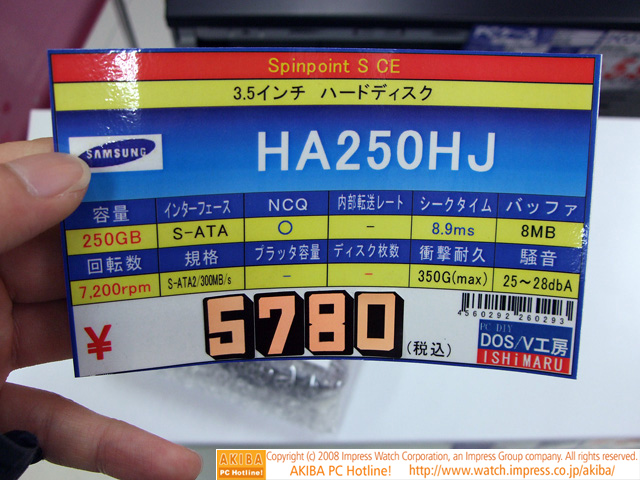 Spinpoint S CE
3.5インチ ハードディスク
SAMSUNG
HA250HJ
容量 インターフェース NCQ 内部転送レート シークタイム バッファ
250GB S-ATA ○ － 8.9ms 8MB
回転数 規格 プラッタ容量 ディスク枚数 衝撃耐久 騒音
7,200rpm S-ATA2/300MB/s － － 350G(max) 25～28dbA
¥ 5780 (税込)
4560292 260293
PC DIY
DOS/V工房
ISHiMARU
AKIBA PC Hotline!
Copyright (c) 2008 Impress Watch Corporation, an Impress Group company. All rights reserved.
AKIBA PC Hotline! http://www.watch.impress.co.jp/akiba/